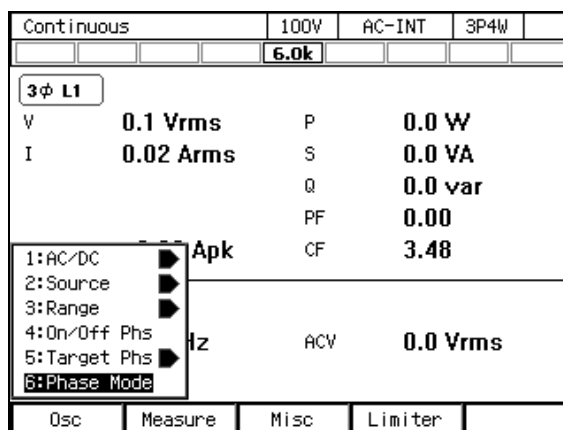 Continuous 100V AC-INT 3P4W
6.0k
3Φ L1
V 0.1 Vrms P 0.0 W
I 0.02 Arms S 0.0 VA
Q 0.0 var
PF 0.00
Apk CF 3.48
1:AC/DC
2:Source
3:Range
4:On/Off Phs
5:Target Phs
6:Phase Mode
Hz ACV 0.0 Vrms
Osc Measure Misc Limiter